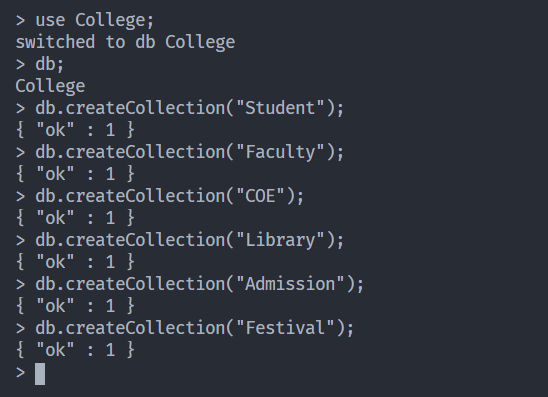 > use College;
switched to db College
> db;
College
> db.createCollection("Student");
{ "ok" : 1 }
> db.createCollection("Faculty");
{ "ok" : 1 }
> db.createCollection("COE");
{ "ok" : 1 }
> db.createCollection("Library");
{ "ok" : 1 }
> db.createCollection("Admission");
{ "ok" : 1 }
> db.createCollection("Festival");
{ "ok" : 1 }
>